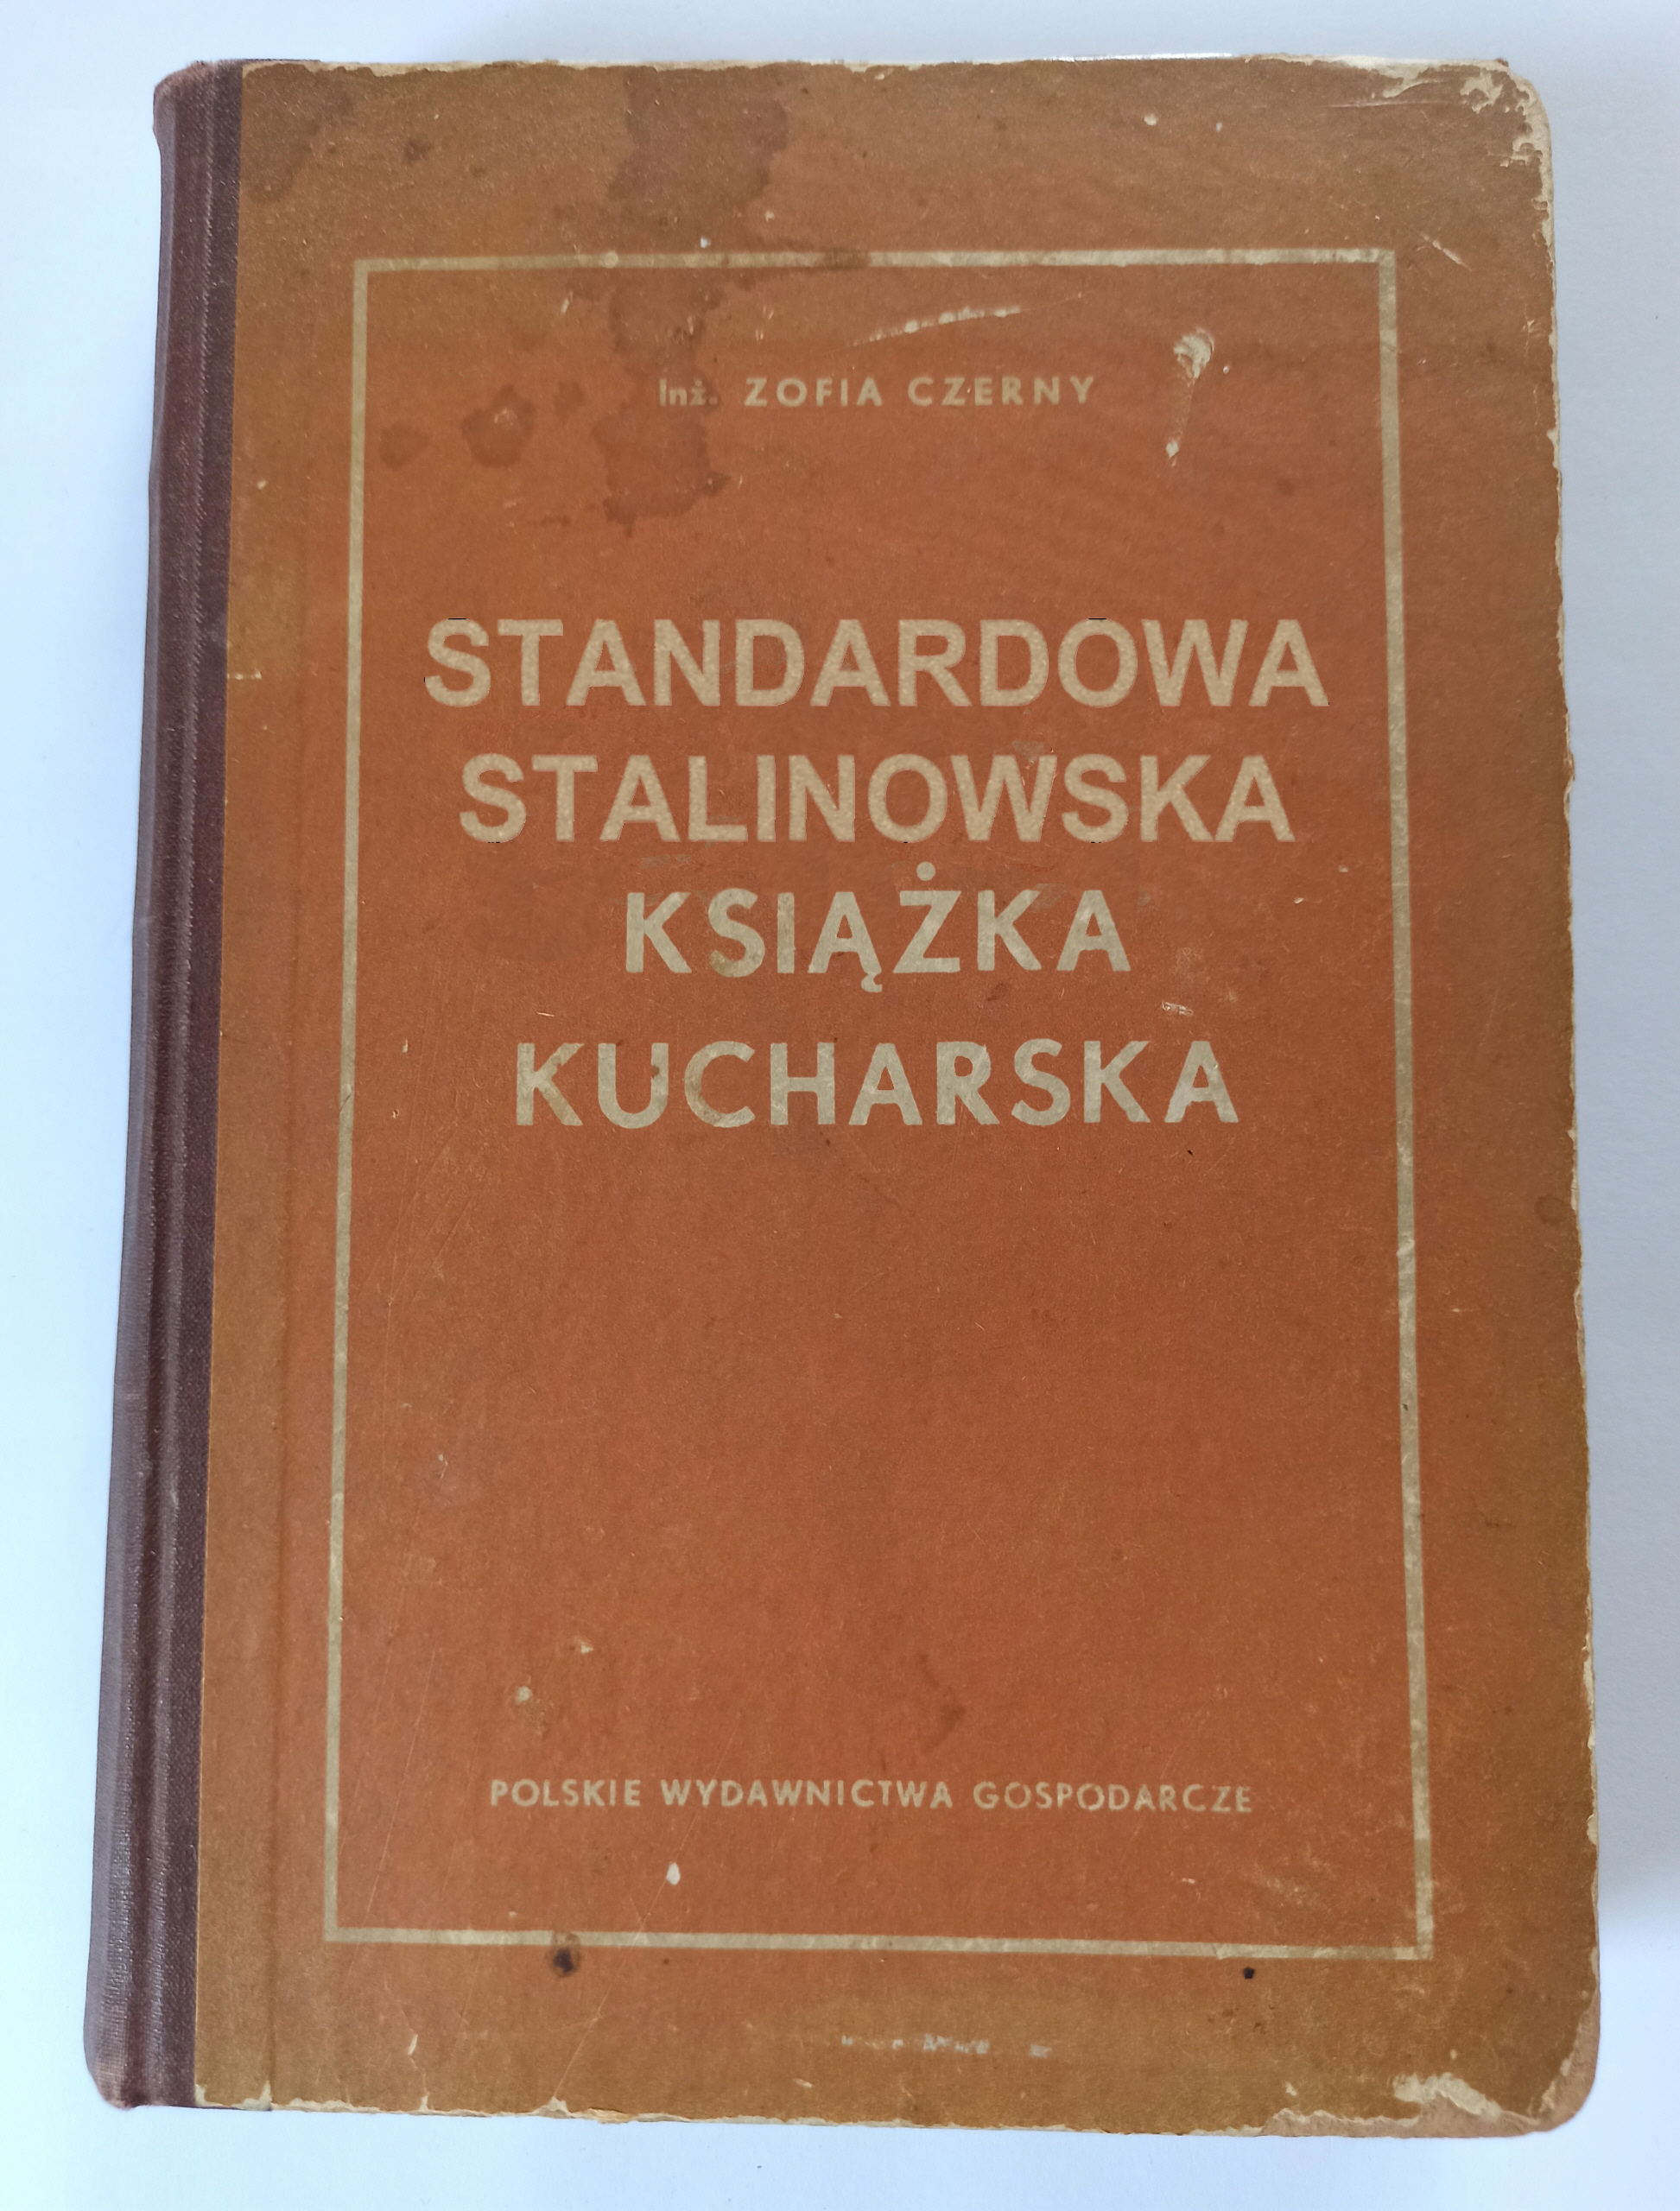 Inż. ZOFIA CZERNY
STANDARDOWA
STALINOWSKA
KSIĄŻKA
KUCHARSKA
POLSKIE WYDAWNICTWA GOSPODARCZE